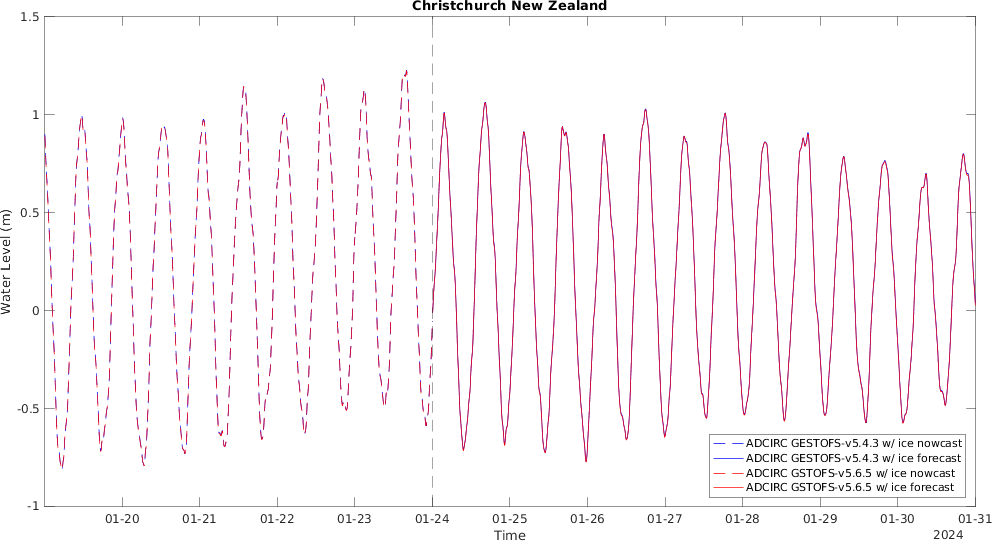 Christchurch New Zealand
1.5
1
0.5
0
-0.5
-1
Water Level (m)
01-20 01-21 01-22 01-23 01-24 01-25 01-26 01-27 01-28 01-29 01-30 01-31
Time
2024
ADCIRC GESTOFS-v5.4.3 w/ ice nowcast
ADCIRC GESTOFS-v5.4.3 w/ ice forecast
ADCIRC GSTOFS-v5.6.5 w/ ice nowcast
ADCIRC GSTOFS-v5.6.5 w/ ice forecast